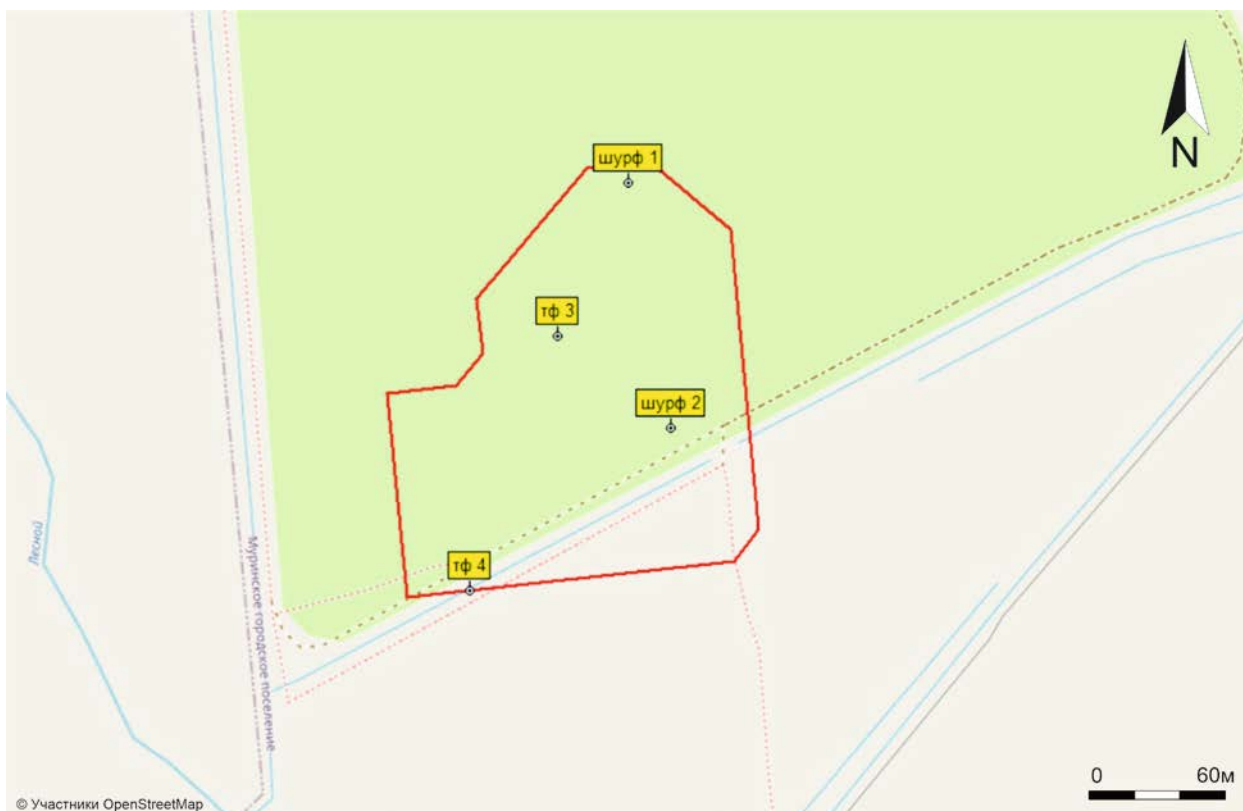 шурф 1
N
тф 3
шурф 2
тф 4
Лесной
Муринское городское поселение
0 60м
© Участники OpenStreetMap